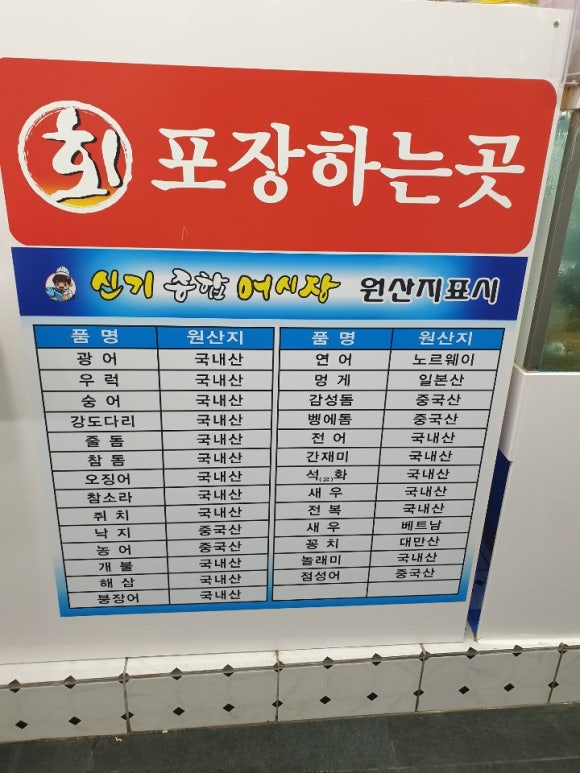 회 포장하는곳
신기 종합 어시장 원산지표시
품 명 원산지 품 명 원산지
광 어 국내산 연 어 노르웨이
우 럭 국내산 멍 게 일본산
숭 어 국내산 감성돔 중국산
강도다리 국내산 벵에돔 중국산
줄 돔 국내산 전 어 국내산
참 돔 국내산 간재미 국내산
오징어 국내산 석(굴)화 국내산
참소라 국내산 새 우 국내산
쥐 치 국내산 전 복 국내산
낙 지 중국산 새 우 베트남
농 어 중국산 꽁 치 대만산
개 불 국내산 놀래미 국내산
해 삼 국내산 점성어 중국산
붕장어 국내산